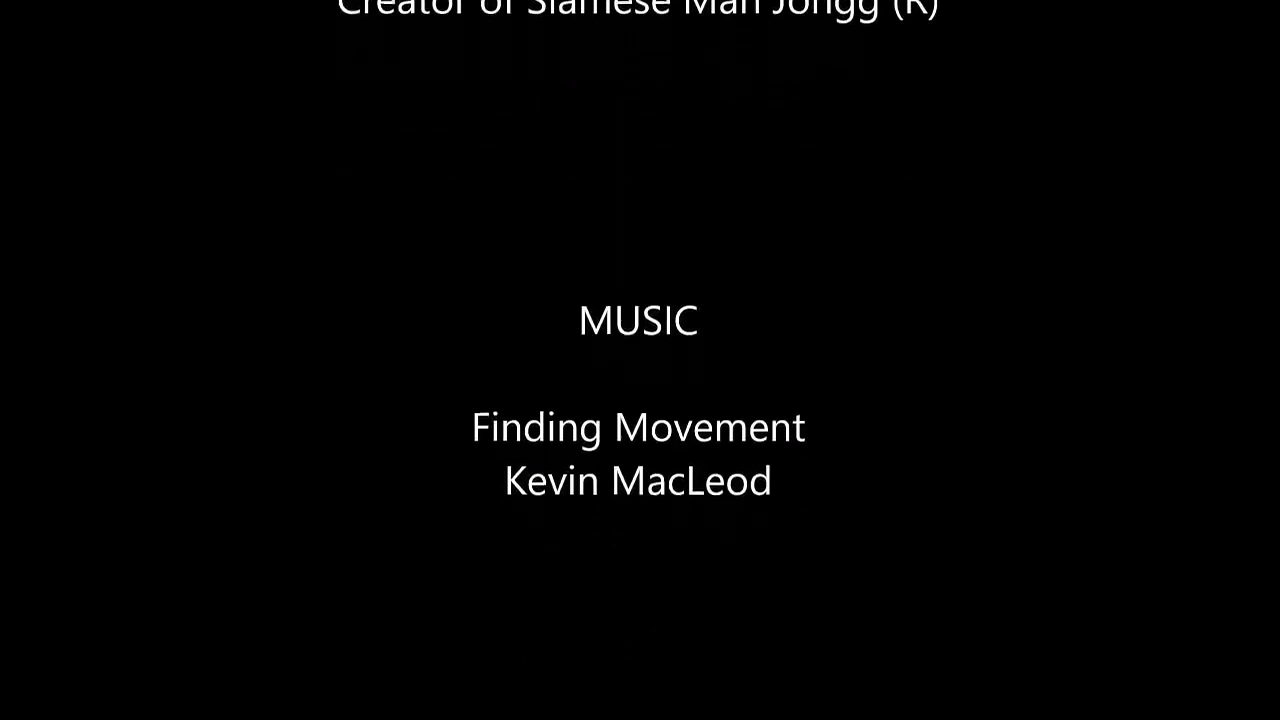 Creator of Siamese Mah Jongg (R)
MUSIC
Finding Movement
Kevin MacLeod